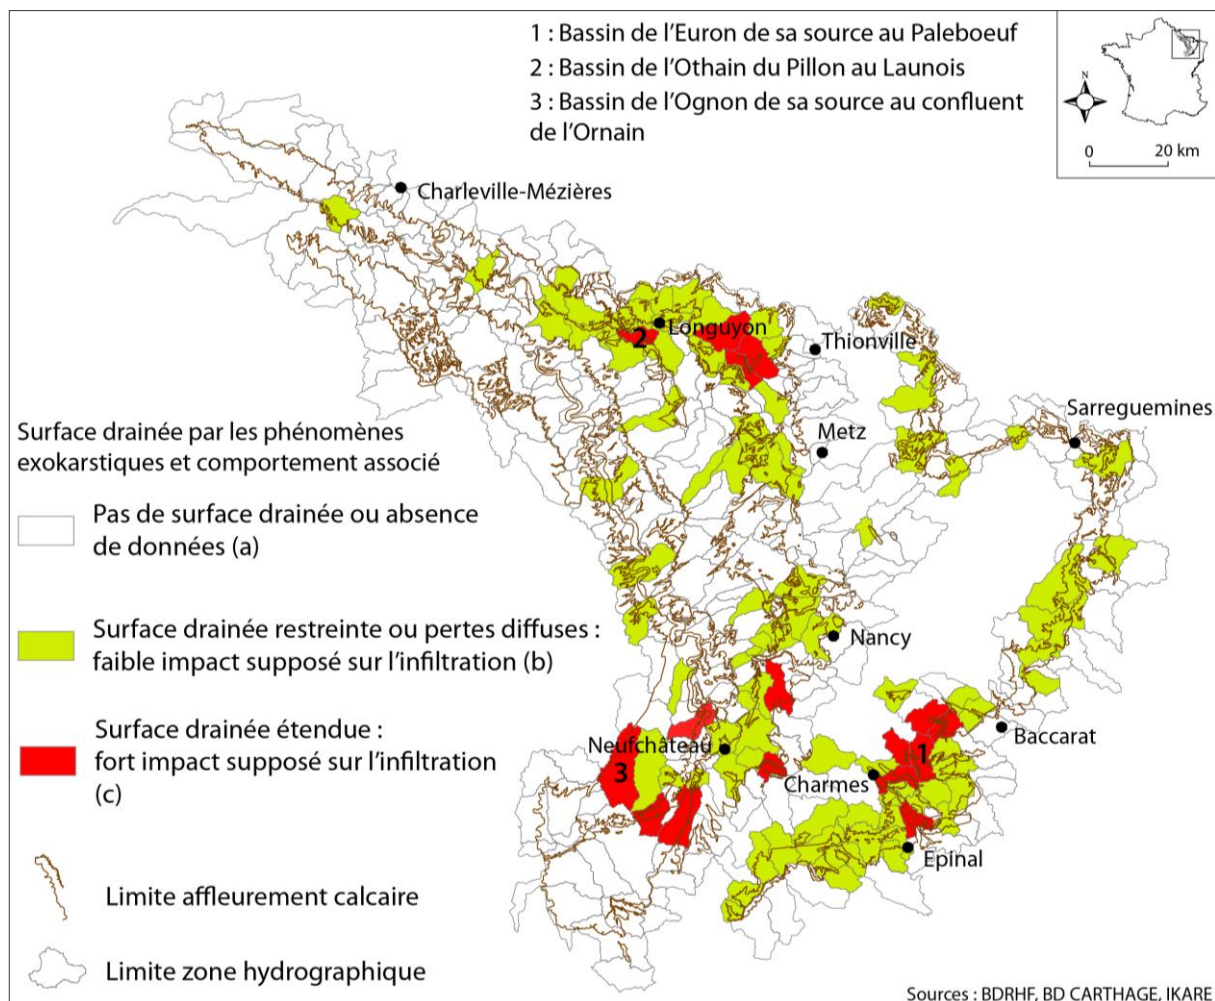 1 : Bassin de l'Euron de sa source au Paleboeuf
2 : Bassin de l'Othain du Pillon au Launois
3 : Bassin de l'Ognon de sa source au confluent
de l'Ornain
N
0 20 km
Charleville-Mézières
Longuyon
2
Thionville
Sarreguemines
Metz
Surface drainée par les phénomènes
exokarstiques et comportement associé
Pas de surface drainée ou absence
de données (a)
Surface drainée restreinte ou pertes diffuses :
faible impact supposé sur l'infiltration (b)
Nancy
Surface drainée étendue :
fort impact supposé sur l'infiltration
(c)
Neufchâteau
Baccarat
1
3
Charmes
Epinal
Limite affleurement calcaire
Limite zone hydrographique
Sources : BDRHF, BD CARTHAGE, IKARE